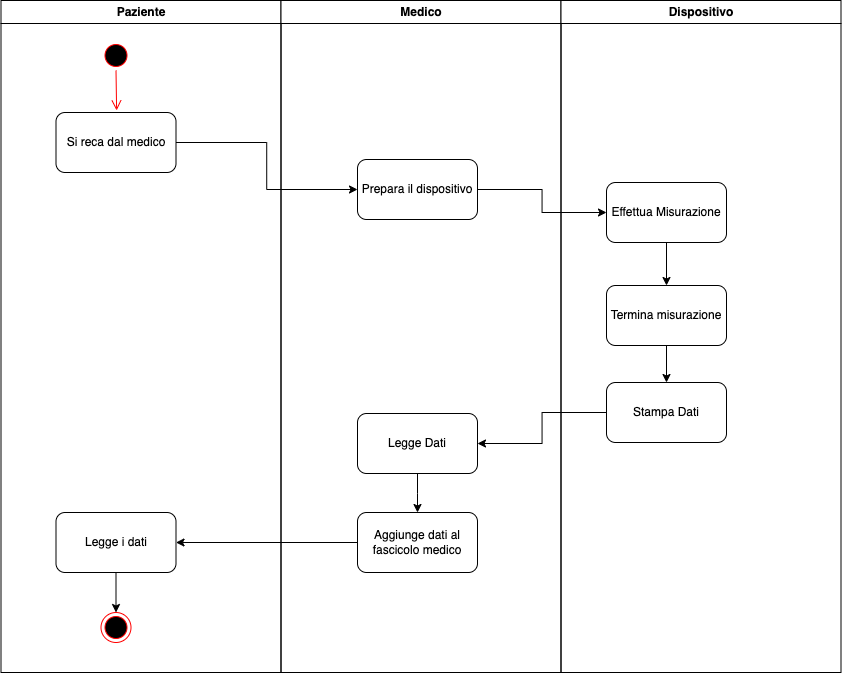 Paziente
Medico
Dispositivo
Si reca dal medico
Prepara il dispositivo
Effettua Misurazione
Termina misurazione
Stampa Dati
Legge Dati
Aggiunge dati al
fascicolo medico
Legge i dati